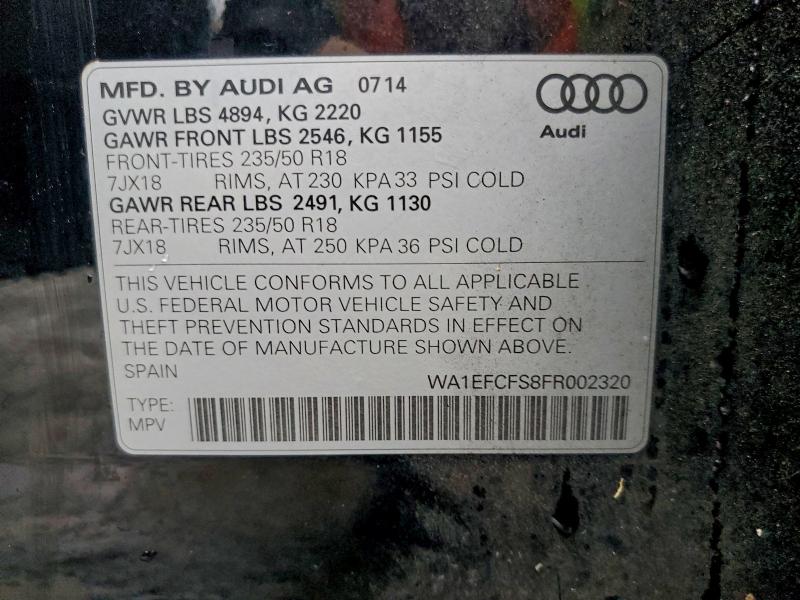 MFD. BY AUDI AG 0714
Audi
GVWR LBS 4894, KG 2220
GAWR FRONT LBS 2546, KG 1155
FRONT-TIRES 235/50 R18
7JX18 RIMS, AT 230 KPA 33 PSI COLD
GAWR REAR LBS 2491, KG 1130
REAR-TIRES 235/50 R18
7JX18 RIMS, AT 250 KPA 36 PSI COLD
THIS VEHICLE CONFORMS TO ALL APPLICABLE
U.S. FEDERAL MOTOR VEHICLE SAFETY AND
THEFT PREVENTION STANDARDS IN EFFECT ON
THE DATE OF MANUFACTURE SHOWN ABOVE.
SPAIN
WA1EFCFS8FR002320
TYPE:
MPV